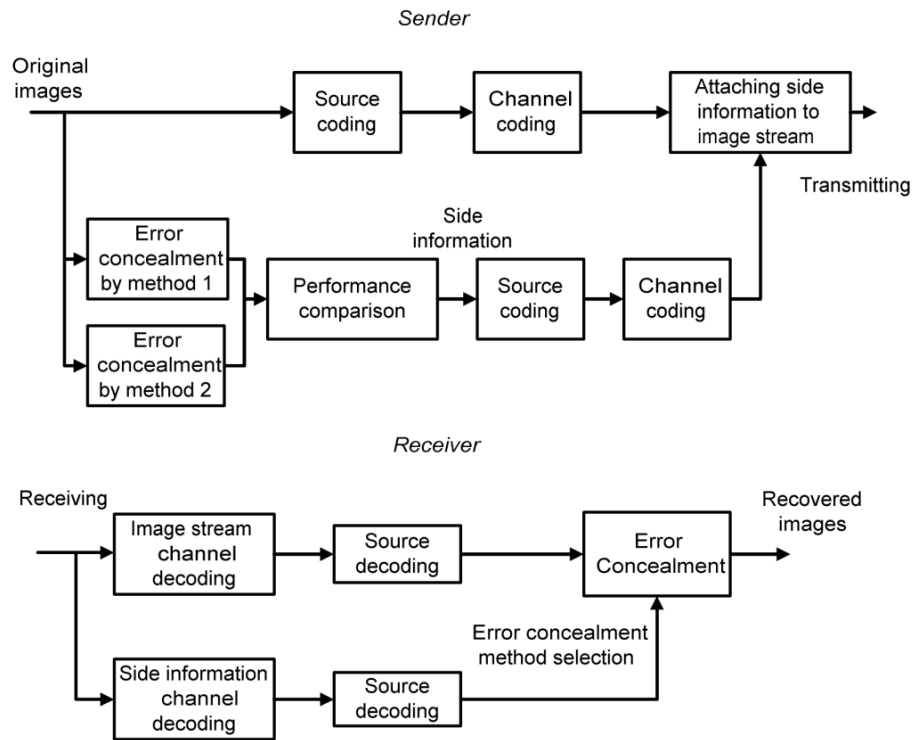 Sender
Original
images
Source
coding
Channel
coding
Attaching side
information to
image stream
Transmitting
Error
concealment
by method 1
Side
information
Performance
comparison
Source
coding
Channel
coding
Error
concealment
by method 2
Receiver
Receiving
Image stream
channel
decoding
Source
decoding
Error
Concealment
Recovered
images
Error concealment
method selection
Side information
channel
decoding
Source
decoding